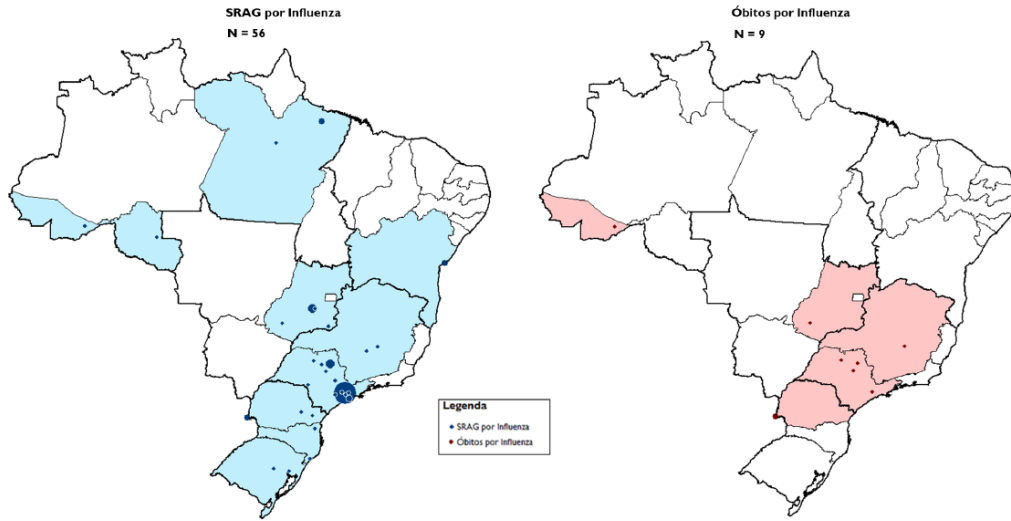 SRAG por Influenza
N = 56
Óbitos por Influenza
N = 9
Legenda
SRAG por Influenza
Óbitos por Influenza